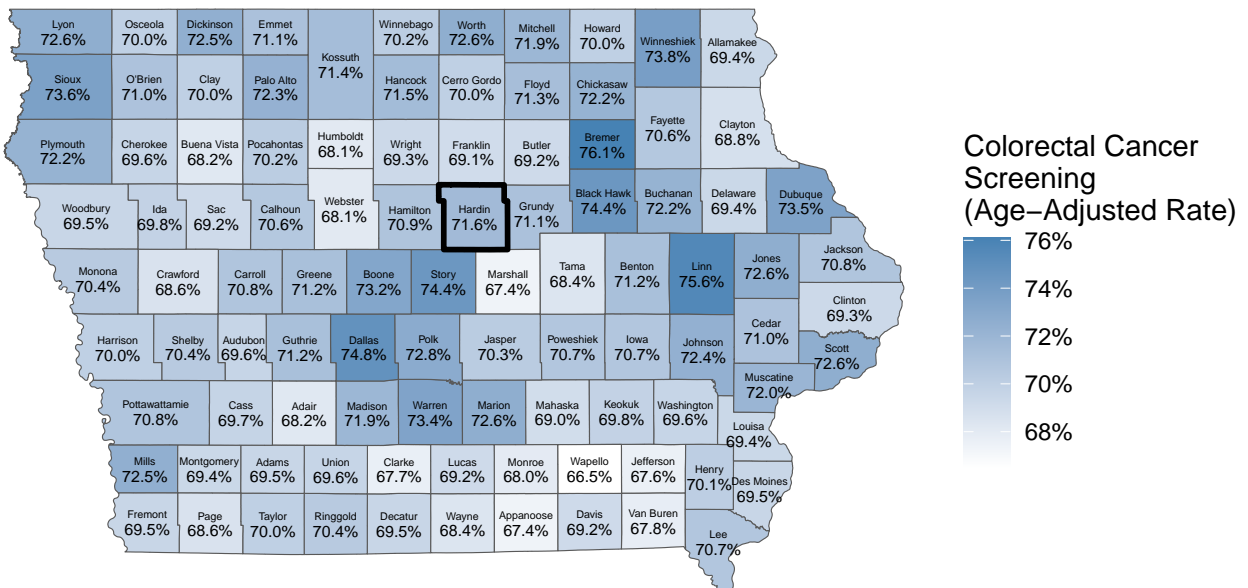 Lyon
72.6%
Osceola
70.0%
Dickinson
72.5%
Emmet
71.1%
Kossuth
71.4%
Winnebago
70.2%
Worth
72.6%
Mitchell
71.9%
Howard
70.0%
Winneshiek
73.8%
Allamakee
69.4%
Sioux
73.6%
O'Brien
71.0%
Clay
70.0%
Palo Alto
72.3%
Hancock
71.5%
Cerro Gordo
70.0%
Floyd
71.3%
Chickasaw
72.2%
Fayette
70.6%
Clayton
68.8%
Plymouth
72.2%
Cherokee
69.6%
Buena Vista
68.2%
Pocahontas
70.2%
Humboldt
68.1%
Wright
69.3%
Franklin
69.1%
Butler
69.2%
Bremer
76.1%
Woodbury
69.5%
Ida
69.8%
Sac
69.2%
Calhoun
70.6%
Webster
68.1%
Hamilton
70.9%
Hardin
71.6%
Grundy
71.1%
Black Hawk
74.4%
Buchanan
72.2%
Delaware
69.4%
Dubuque
73.5%
Monona
70.4%
Crawford
68.6%
Carroll
70.8%
Greene
71.2%
Boone
73.2%
Story
74.4%
Marshall
67.4%
Tama
68.4%
Benton
71.2%
Linn
75.6%
Jones
72.6%
Jackson
70.8%
Clinton
69.3%
Harrison
70.0%
Shelby
70.4%
Audubon
69.6%
Guthrie
71.2%
Dallas
74.8%
Polk
72.8%
Jasper
70.3%
Poweshiek
70.7%
Iowa
70.7%
Johnson
72.4%
Cedar
71.0%
Scott
72.6%
Muscatine
72.0%
Pottawattamie
70.8%
Cass
69.7%
Adair
68.2%
Madison
71.9%
Warren
73.4%
Marion
72.6%
Mahaska
69.0%
Keokuk
69.8%
Washington
69.6%
Louisa
69.4%
Mills
72.5%
Montgomery
69.4%
Adams
69.5%
Union
69.6%
Clarke
67.7%
Lucas
69.2%
Monroe
68.0%
Wapello
66.5%
Jefferson
67.6%
Henry
70.1%
Des Moines
69.5%
Fremont
69.5%
Page
68.6%
Taylor
70.0%
Ringgold
70.4%
Decatur
69.5%
Wayne
68.4%
Appanoose
67.4%
Davis
69.2%
Van Buren
67.8%
Lee
70.7%
Colorectal Cancer
Screening
(Age−Adjusted Rate)
76%
74%
72%
70%
68%